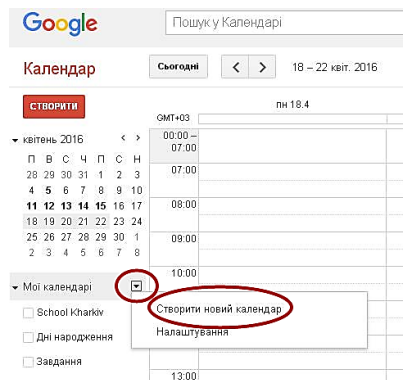 Google
Пошук у Календарі
Календар
Сьогодні < > 18 – 22 квіт. 2016
СТВОРИТИ
пн 18.4
GMT+03
квітень 2016 < >
П В С Ч П С Н
28 29 30 31 1 2 3
4 5 6 7 8 9 10
11 12 13 14 15 16 17
18 19 20 21 22 23 24
25 26 27 28 29 30 1
2 3 4 5 6 7 8
00:00 –
07:00
07:00
08:00
09:00
10:00
Мої календарі
Створити новий календар
School Kharkiv
Налаштування
Дні народження
Завдання
13:00